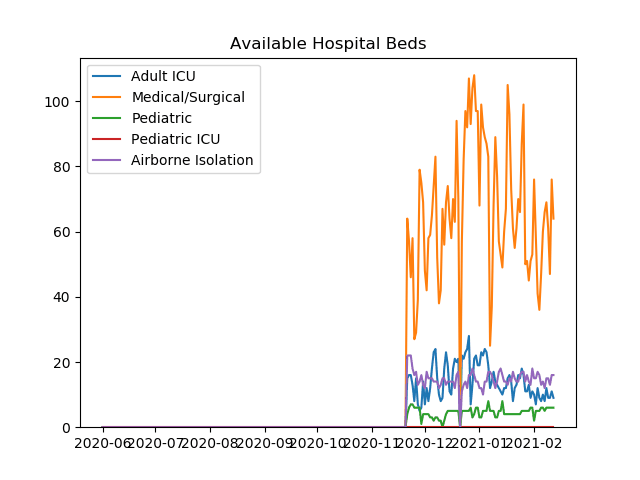 Available Hospital Beds
Adult ICU
Medical/Surgical
Pediatric
Pediatric ICU
Airborne Isolation
100
80
60
40
20
0
2020-06 2020-07 2020-08 2020-09 2020-10 2020-11 2020-12 2021-01 2021-02